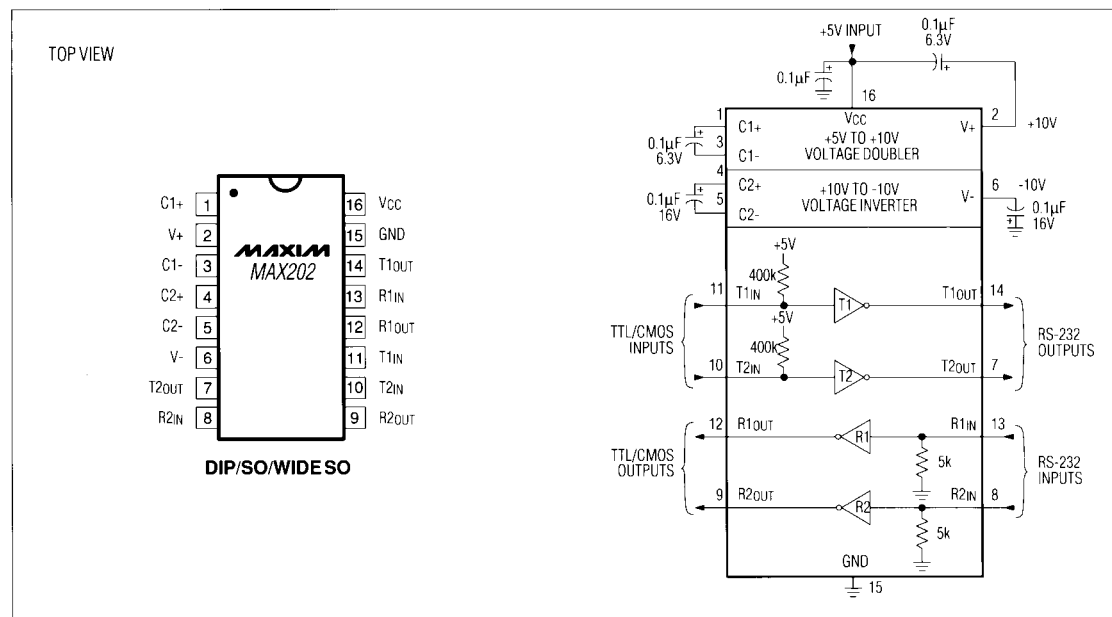 TOP VIEW
C1+ 1
V+ 2
C1- 3
C2+ 4
C2- 5
V- 6
T2OUT 7
R2IN 8
MAXIM
MAX202
16 VCC
15 GND
14 T1OUT
13 R1IN
12 R1OUT
11 T1IN
10 T2IN
9 R2OUT
DIP/SO/WIDE SO
+5V INPUT
0.1µF
6.3V
0.1µF
16
VCC
1
C1+
0.1µF
6.3V
3
C1-
+5V TO +10V
VOLTAGE DOUBLER
V+
2
+10V
4
C2+
0.1µF
16V
5
C2-
+10V TO -10V
VOLTAGE INVERTER
V-
6
-10V
0.1µF
16V
+5V
400k
11
T1IN
T1
T1OUT
14
+5V
400k
10
T2IN
T2
T2OUT
7
TTL/CMOS
INPUTS
RS-232
OUTPUTS
12
R1OUT
R1
R1IN
13
5k
9
R2OUT
R2
R2IN
8
5k
TTL/CMOS
OUTPUTS
RS-232
INPUTS
GND
15